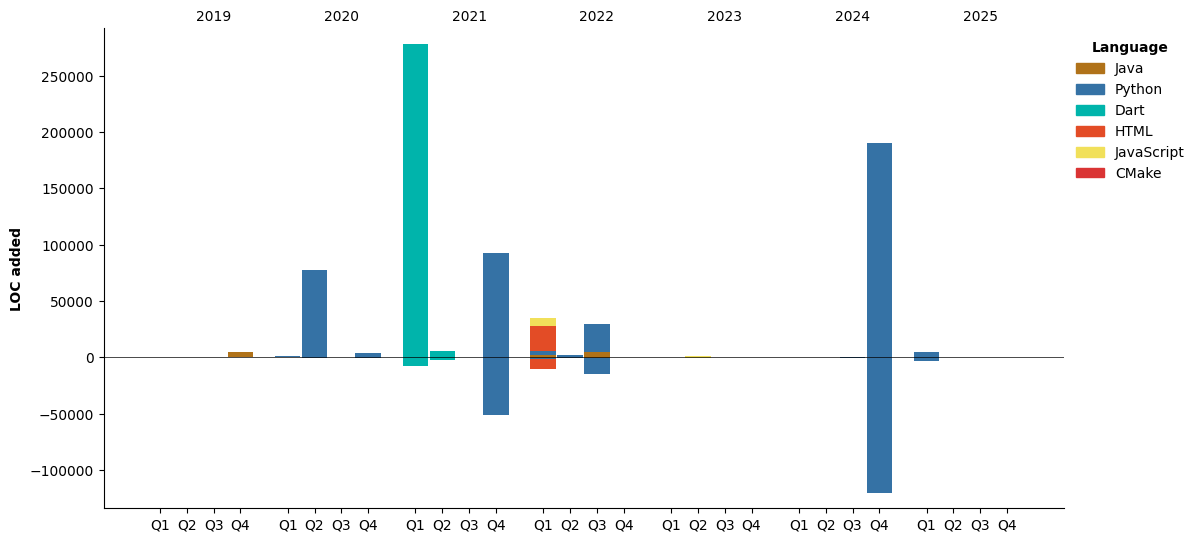 2019 2020 2021 2022 2023 2024 2025
Language
Java
Python
Dart
HTML
JavaScript
CMake
LOC added
250000
200000
150000
100000
50000
0
−50000
−100000
Q1 Q2 Q3 Q4 Q1 Q2 Q3 Q4 Q1 Q2 Q3 Q4 Q1 Q2 Q3 Q4 Q1 Q2 Q3 Q4 Q1 Q2 Q3 Q4 Q1 Q2 Q3 Q4